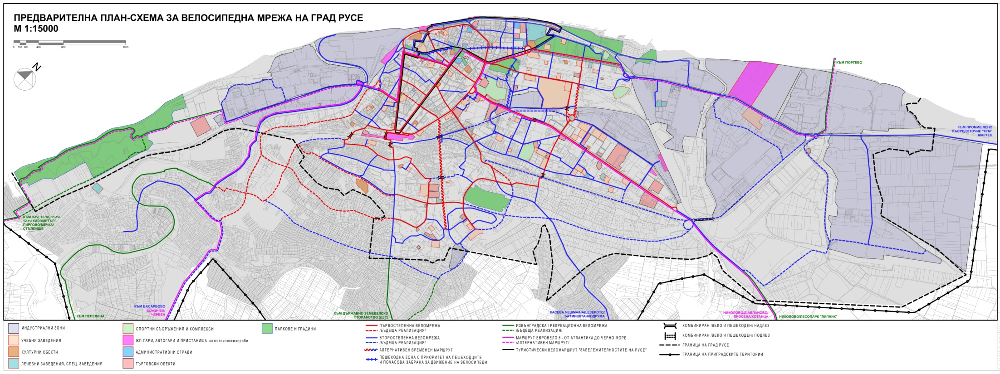 ПРЕДВАРИТЕЛНА ПЛАН-СХЕМА ЗА ВЕЛОСИПЕДНА МРЕЖА НА ГРАД РУСЕ
М 1:15000
0 100 200 400 600 1000
N
КЪМ ГЮРГЕВО
КЪМ ПРОМИШЛЕНО
СЪСРЕДОТОЧИЕ "КТМ"
МАРТЕН
КЪМ 9-ти, 10-ти, 11-ти,
12-ти КИЛОМЕТЪР/
ПИРГОВО/МЕЧКА/
СТЪЛПИЩЕ
КЪМ ПЕПЕЛИНА
КЪМ БАСАРБОВО
БОЖИЧЕН/
ЧЕРВЕН
КЪМ ДЪРЖАВНО ЗЕМЕДЕЛСКО
СТОПАНСТВО (ДЗС)
КАСЕВА ЧЕШМА/НАД ЕЗЕРОТО/
БАТМИШ/ТАНКОДРУМА
НИКОЛОВО/Д.АБЛАНОВО/
ПРОСЕНА/ХОТАНЦА
НИКОЛОВО/ЛЕСОПАРК "ЛИПНИК"
ИНДУСТРИАЛНИ ЗОНИ
УЧЕБНИ ЗАВЕДЕНИЯ
КУЛТУРНИ ОБЕКТИ
ЛЕЧЕБНИ ЗАВЕДЕНИЯ, СПЕЦ. ЗАВЕДЕНИЯ
СПОРТНИ СЪОРЪЖЕНИЯ И КОМПЛЕКСИ
ЖП ГАРИ, АВТОГАРИ И ПРИСТАНИЩА за пътнически кораби
АДМИНИСТРАТИВНИ СГРАДИ
ТЪРГОВСКИ ОБЕКТИ
ПАРКОВЕ И ГРАДИНИ
ПЪРВОСТЕПЕННА ВЕЛОМРЕЖА
/БЪДЕЩА РЕАЛИЗАЦИЯ/
ВТОРОСТЕПЕННА ВЕЛОМРЕЖА
/БЪДЕЩА РЕАЛИЗАЦИЯ/
АЛТЕРНАТИВЕН ВРЕМЕНЕН МАРШРУТ
ПЕШЕХОДНА ЗОНА С ПРИОРИТЕТ НА ПЕШЕХОДЦИТЕ
И ПОЧАСОВА ЗАБРАНА ЗА ДВИЖЕНИЕ НА ВЕЛОСИПЕДИ
ИЗВЪНГРАДСКА / РЕКРЕАЦИОННА ВЕЛОМРЕЖА
/БЪДЕЩА РЕАЛИЗАЦИЯ/
МАРШРУТ ЕВРОВЕЛО 6 - ОТ АТЛАНТИКА ДО ЧЕРНО МОРЕ
/АЛТЕРНАТИВЕН МАРШРУТ/
ТУРИСТИЧЕСКИ ВЕЛОМАРШРУТ "ЗАБЕЛЕЖИТЕЛНОСТИТЕ НА РУСЕ"
КОМБИНИРАН /ВЕЛО И ПЕШЕХОДЕН/ НАДЛЕЗ
КОМБИНИРАН /ВЕЛО И ПЕШЕХОДЕН/ ПОДЛЕЗ
ГРАНИЦА НА ГРАД РУСЕ
ГРАНИЦА НА ПРИГРАДСКИТЕ ТЕРИТОРИИ